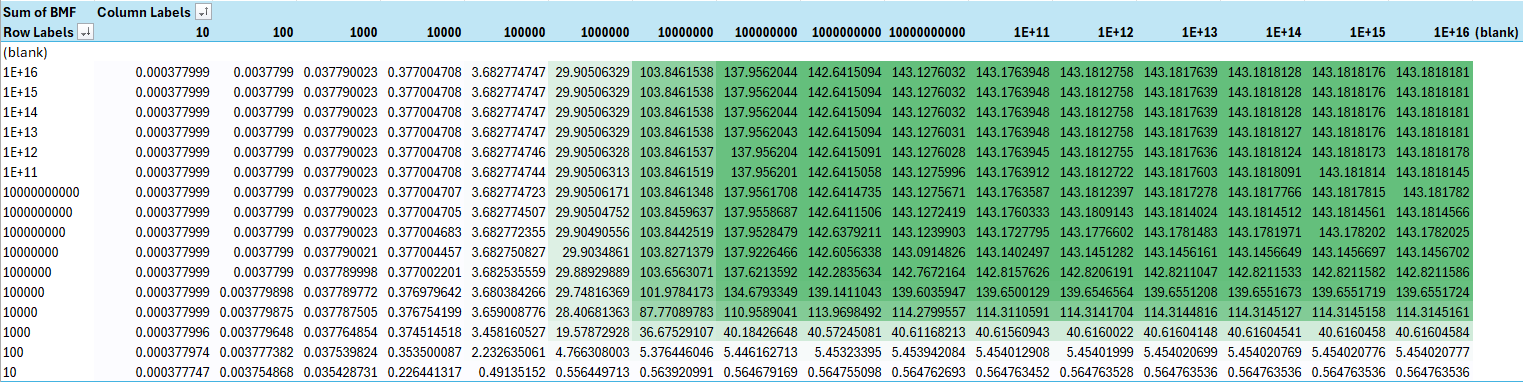 Sum of BMF Column Labels
Row Labels 10 100 1000 10000 100000 1000000 10000000 100000000 1000000000 10000000000 1E+11 1E+12 1E+13 1E+14 1E+15 1E+16 (blank)
(blank)
1E+16 0.000377999 0.0037799 0.037790023 0.377004708 3.682774747 29.90506329 103.8461538 137.9562044 142.6415094 143.1276032 143.1763948 143.1812758 143.1817639 143.1818128 143.1818176 143.1818181
1E+15 0.000377999 0.0037799 0.037790023 0.377004708 3.682774747 29.90506329 103.8461538 137.9562044 142.6415094 143.1276032 143.1763948 143.1812758 143.1817639 143.1818128 143.1818176 143.1818181
1E+14 0.000377999 0.0037799 0.037790023 0.377004708 3.682774747 29.90506329 103.8461538 137.9562044 142.6415094 143.1276032 143.1763948 143.1812758 143.1817639 143.1818127 143.1818176 143.1818181
1E+13 0.000377999 0.0037799 0.037790023 0.377004708 3.682774747 29.90506329 103.8461538 137.9562043 142.6415094 143.1276031 143.1763948 143.1812758 143.1817639 143.1818127 143.1818176 143.1818181
1E+12 0.000377999 0.0037799 0.037790023 0.377004708 3.682774746 29.90506328 103.8461537 137.956204 142.6415091 143.1276028 143.1763945 143.1812755 143.1817636 143.1818124 143.1818173 143.1818178
1E+11 0.000377999 0.0037799 0.037790023 0.377004708 3.682774744 29.90506313 103.8461519 137.956201 142.6415058 143.1275996 143.1763912 143.1812722 143.1817603 143.1818091 143.181814 143.1818145
10000000000 0.000377999 0.0037799 0.037790023 0.377004707 3.682774723 29.90506171 103.8461348 137.9561708 142.6414735 143.1275671 143.1763587 143.1812397 143.1817278 143.1817766 143.1817815 143.181782
1000000000 0.000377999 0.0037799 0.037790023 0.377004705 3.682774507 29.90504752 103.8459637 137.9558687 142.6411506 143.1272419 143.1760333 143.1809143 143.1814024 143.1814512 143.1814561 143.1814566
100000000 0.000377999 0.0037799 0.037790023 0.377004683 3.682772355 29.90490556 103.8442519 137.9528479 142.6379211 143.1239903 143.1727795 143.1776602 143.1781483 143.1781971 143.178202 143.1782025
10000000 0.000377999 0.0037799 0.037790021 0.377004457 3.682750827 29.9034861 103.8271379 137.9226466 142.6056338 143.0914826 143.1402497 143.1451282 143.1456161 143.1456649 143.1456697 143.1456702
1000000 0.000377999 0.0037799 0.037789998 0.377002201 3.682535559 29.88929889 103.6563071 137.6213592 142.2835634 142.7672164 142.8157626 142.8206191 142.8211047 142.8211533 142.8211582 142.8211586
100000 0.000377999 0.003779898 0.037789772 0.376979642 3.680384266 29.74816369 101.9784173 134.6793349 139.1411043 139.6035947 139.6500129 139.6546564 139.6551208 139.6551673 139.6551719 139.6551724
10000 0.000377999 0.003779875 0.037787505 0.376754199 3.659008776 28.40681363 87.77089783 110.9589041 113.9698492 114.2799557 114.3110591 114.3141704 114.3144816 114.3145127 114.3145158 114.3145161
1000 0.000377996 0.003779648 0.037764854 0.374514518 3.458160527 19.57872928 36.67529107 40.18426648 40.57245081 40.61168213 40.61560943 40.6160022 40.61604148 40.61604541 40.6160458 40.61604584
100 0.000377974 0.003777382 0.037539824 0.353500087 2.232635061 4.766308003 5.376446046 5.446162713 5.45323395 5.453942084 5.454012908 5.45401999 5.454020699 5.454020769 5.454020776 5.454020777
10 0.000377747 0.003754868 0.035428731 0.226441317 0.49135152 0.556449713 0.563920991 0.564679169 0.564755098 0.564762693 0.564763452 0.564763528 0.564763536 0.564763536 0.564763536 0.564763536